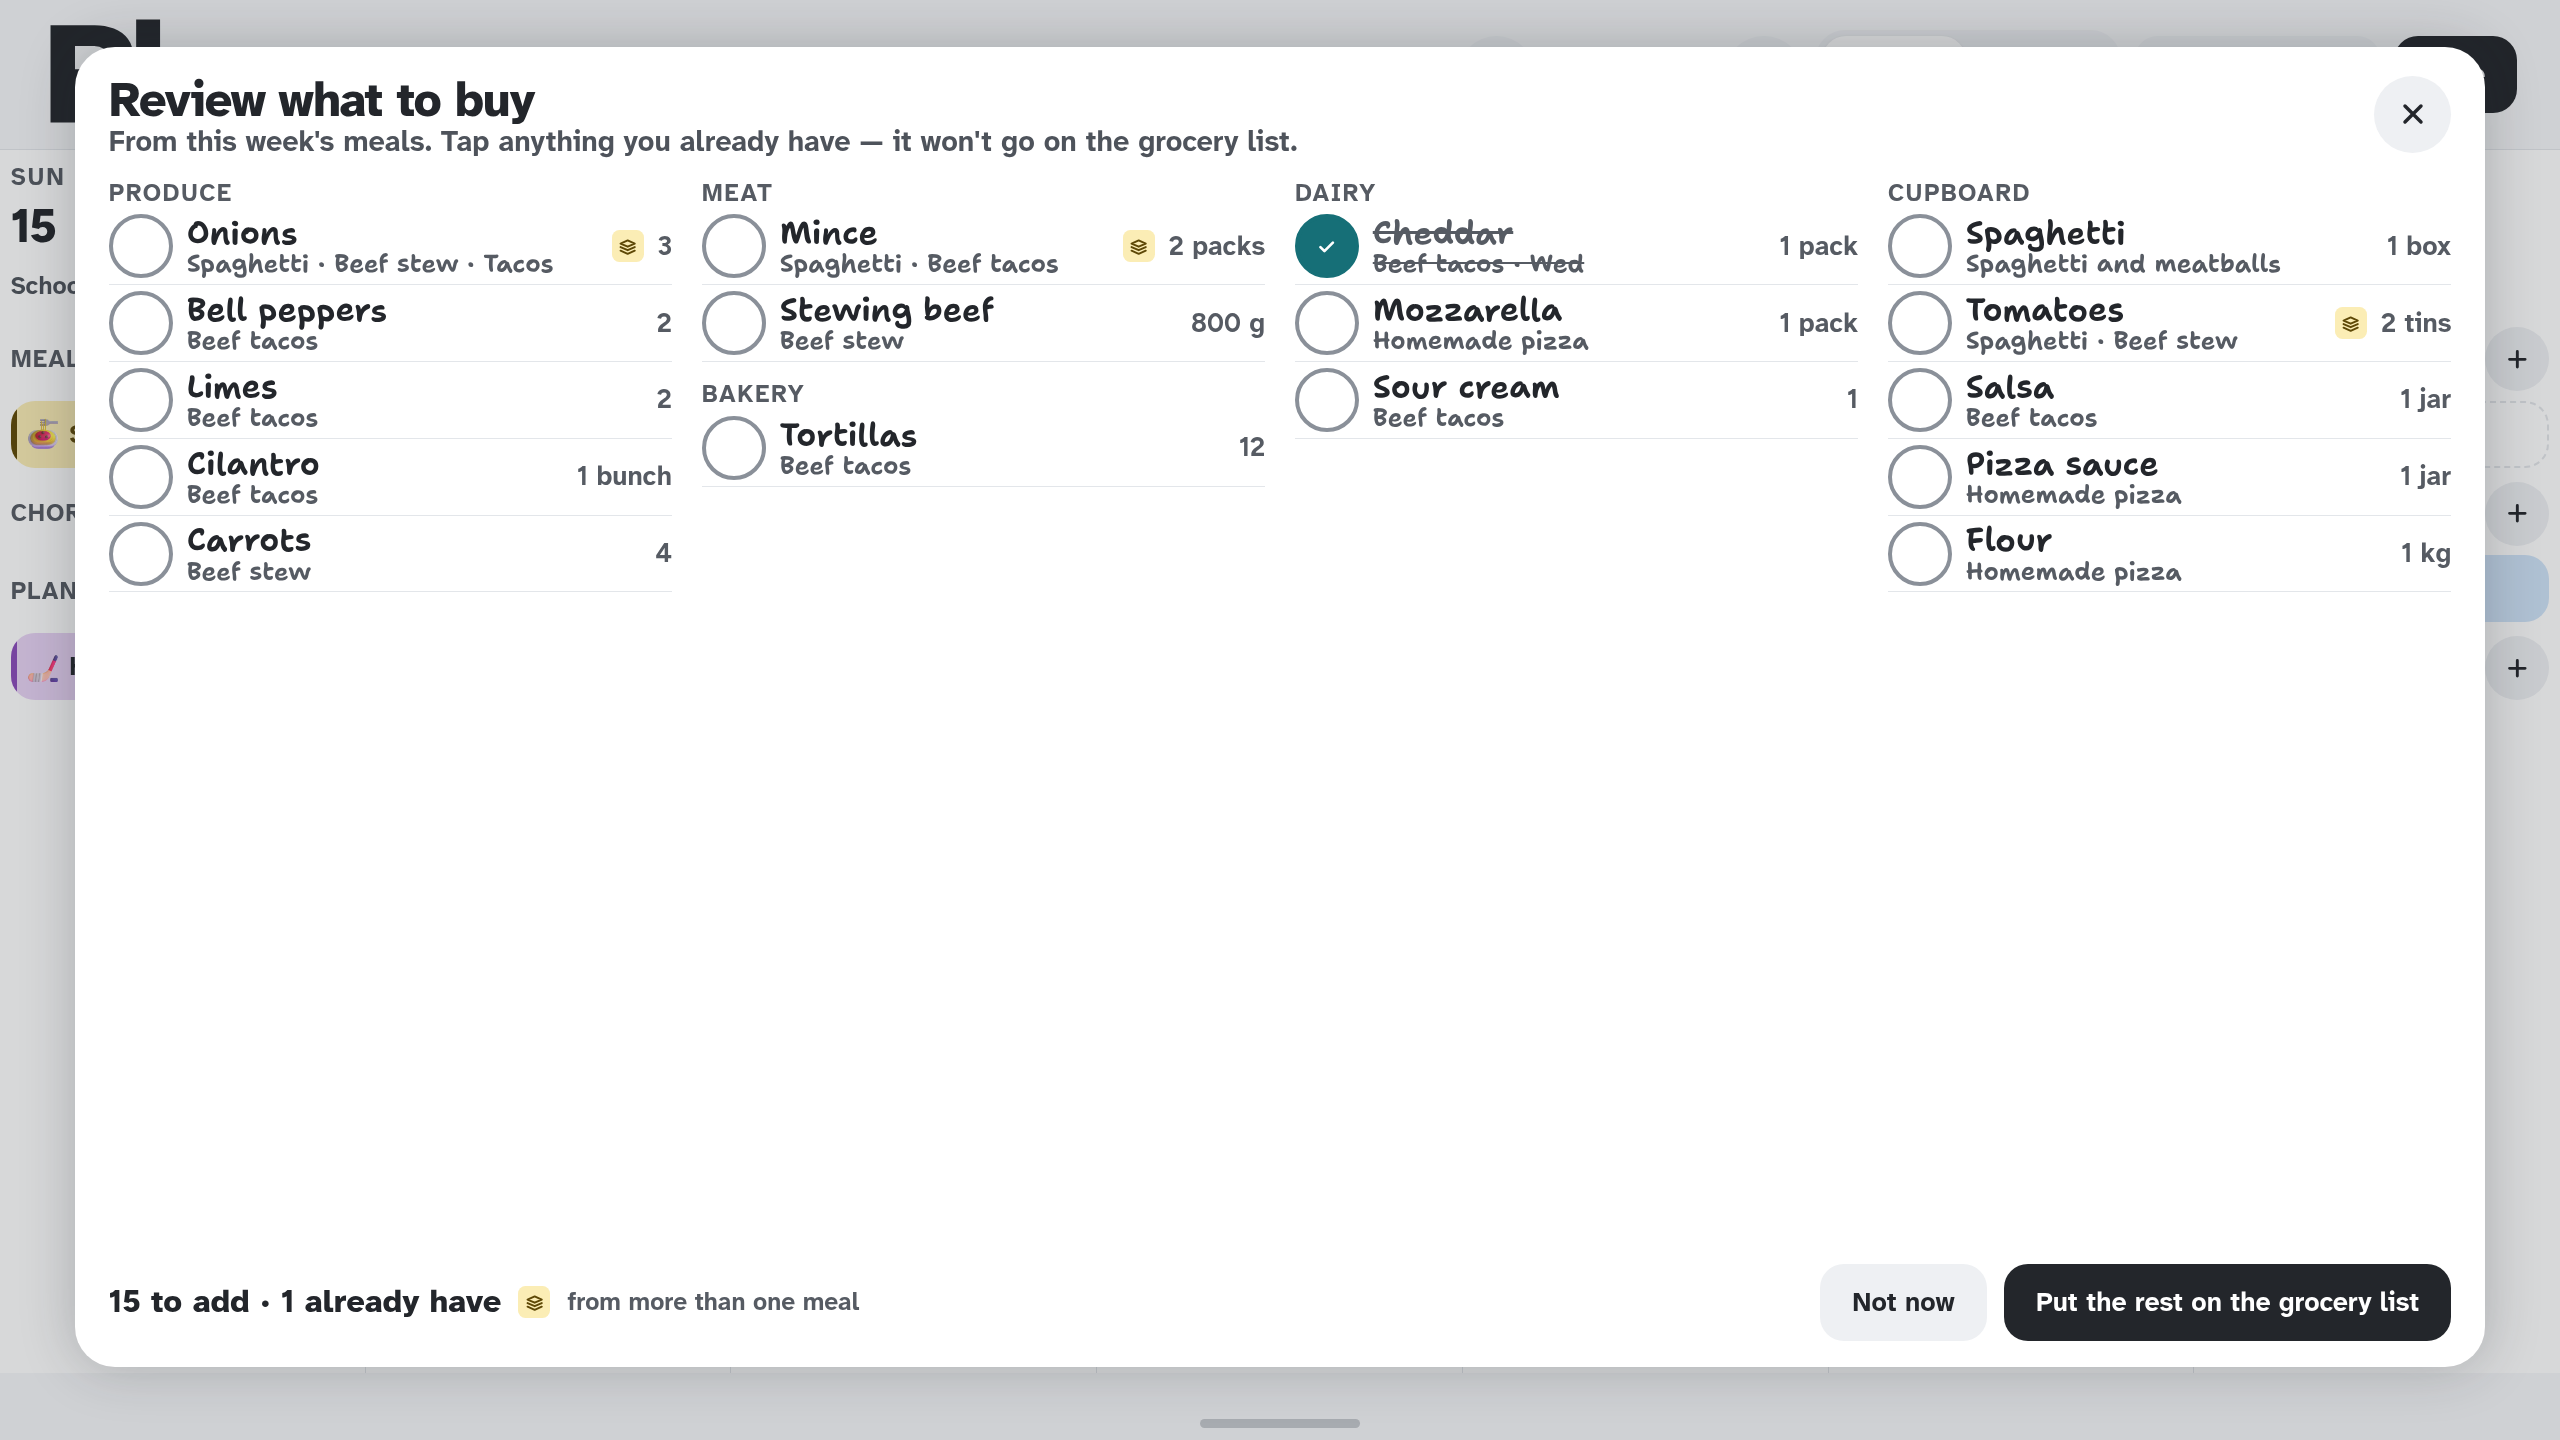 Review what to buy
From this week's meals. Tap anything you already have — it won't go on the grocery list.
PRODUCE
Onions
Spaghetti · Beef stew · Tacos
3
Bell peppers
Beef tacos
2
Limes
Beef tacos
2
Cilantro
Beef tacos
1 bunch
Carrots
Beef stew
4
MEAT
Mince
Spaghetti · Beef tacos
2 packs
Stewing beef
Beef stew
800 g
BAKERY
Tortillas
Beef tacos
12
DAIRY
Cheddar
Beef tacos · Wed
1 pack
Mozzarella
Homemade pizza
1 pack
Sour cream
Beef tacos
1
CUPBOARD
Spaghetti
Spaghetti and meatballs
1 box
Tomatoes
Spaghetti · Beef stew
2 tins
Salsa
Beef tacos
1 jar
Pizza sauce
Homemade pizza
1 jar
Flour
Homemade pizza
1 kg
15 to add · 1 already have
from more than one meal
Not now
Put the rest on the grocery list
SUN
15